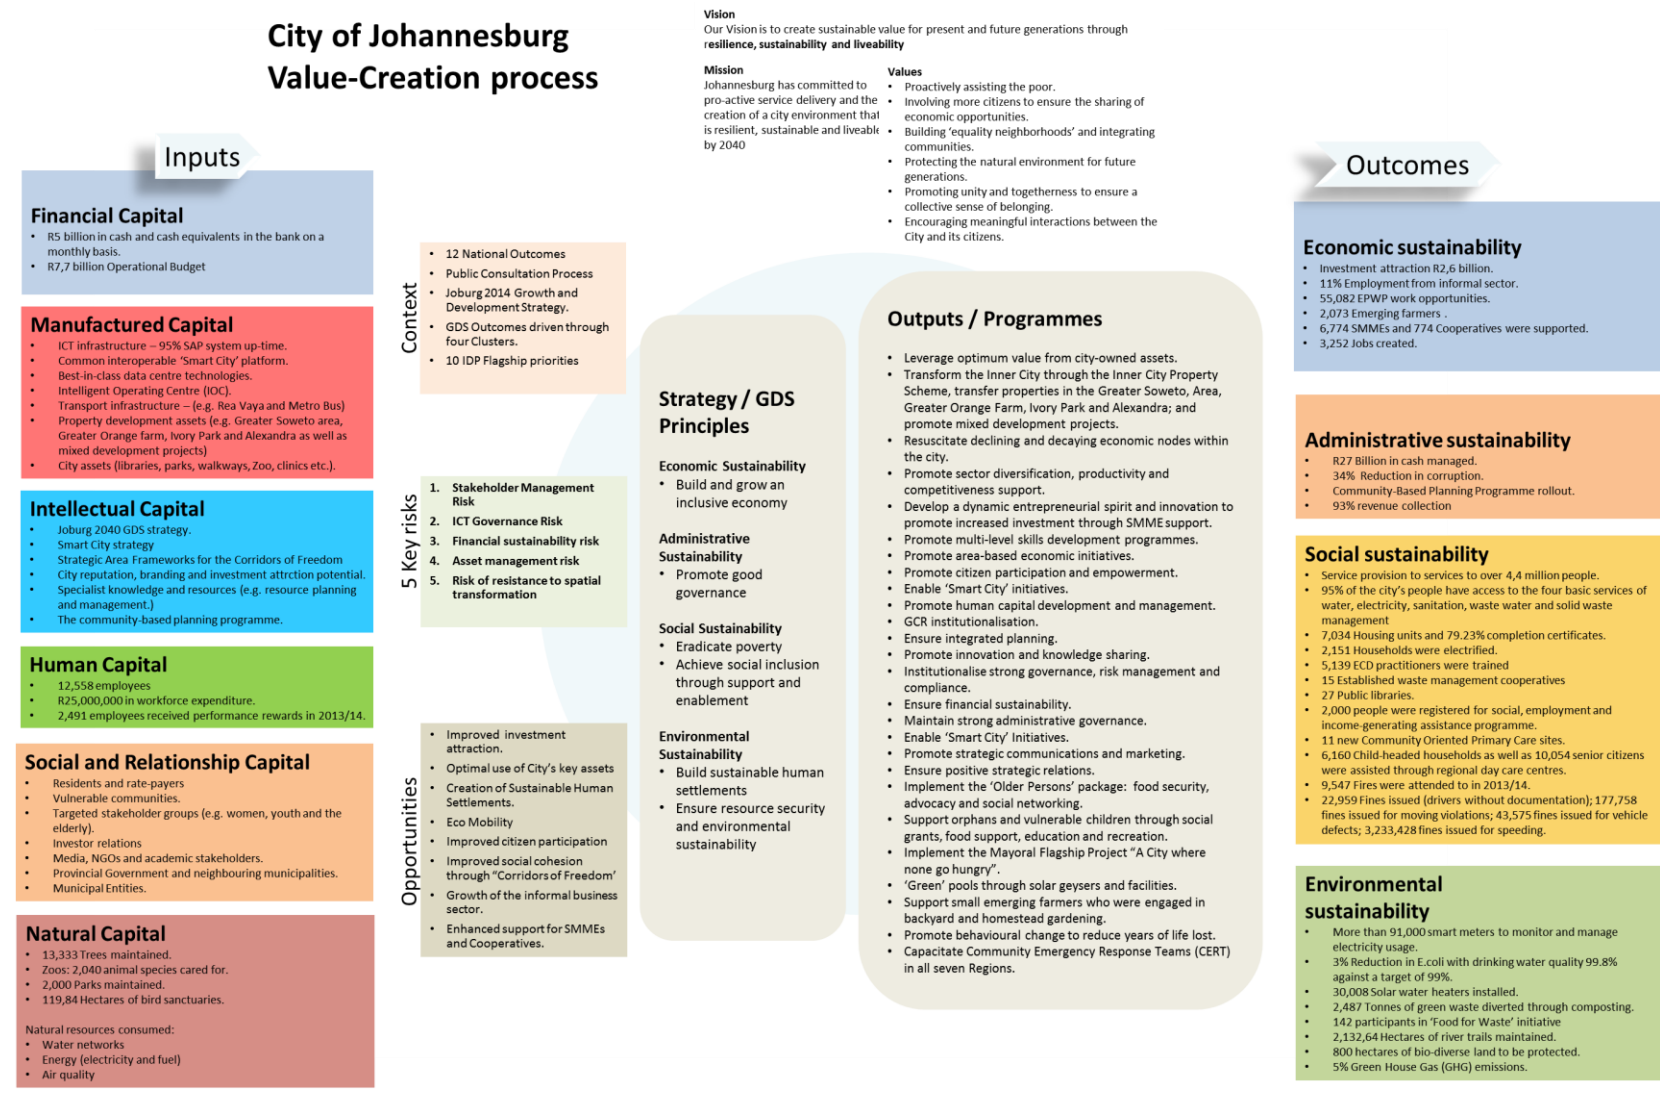 City of Johannesburg
Value-Creation process
Vision
Our Vision is to create sustainable value for present and future generations through
resilience, sustainability and liveability
Mission
Johannesburg has committed to
pro-active service delivery and the
creation of a city environment that
is resilient, sustainable and liveable
by 2040
Values
• Proactively assisting the poor.
• Involving more citizens to ensure the sharing of
economic opportunities.
• Building ‘equality neighborhoods’ and integrating
communities.
• Protecting the natural environment for future
generations.
• Promoting unity and togetherness to ensure a
collective sense of belonging.
• Encouraging meaningful interactions between the
City and its citizens.
Inputs
Financial Capital
• R5 billion in cash and cash equivalents in the bank on a
monthly basis.
• R7,7 billion Operational Budget
Manufactured Capital
• ICT infrastructure – 95% SAP system up-time.
• Common interoperable ‘Smart City’ platform.
• Best-in-class data centre technologies.
• Intelligent Operating Centre (IOC).
• Transport infrastructure – (e.g. Rea Vaya and Metro Bus)
• Property development assets (e.g. Greater Soweto area,
Greater Orange farm, Ivory Park and Alexandra as well as
mixed development projects)
• City assets (libraries, parks, walkways, Zoo, clinics etc.).
Intellectual Capital
• Joburg 2040 GDS strategy.
• Smart City strategy
• Strategic Area Frameworks for the Corridors of Freedom
• City reputation, branding and investment attrction potential.
• Specialist knowledge and resources (e.g. resource planning
and management.)
• The community-based planning programme.
Human Capital
• 12,558 employees
• R25,000,000 in workforce expenditure.
• 2,491 employees received performance rewards in 2013/14.
Social and Relationship Capital
• Residents and rate-payers
• Vulnerable communities.
• Targeted stakeholder groups (e.g. women, youth and the
elderly).
• Investor relations
• Media, NGOs and academic stakeholders.
• Provincial Government and neighbouring municipalities.
• Municipal Entities.
Natural Capital
• 13,333 Trees maintained.
• Zoos: 2,040 animal species cared for.
• 2,000 Parks maintained.
• 119,84 Hectares of bird sanctuaries.
Natural resources consumed:
• Water networks
• Energy (electricity and fuel)
• Air quality
Context
• 12 National Outcomes
• Public Consultation Process
• Joburg 2014 Growth and
Development Strategy.
• GDS Outcomes driven through
four Clusters.
• 10 IDP Flagship priorities
5 Key risks
1. Stakeholder Management
Risk
2. ICT Governance Risk
3. Financial sustainability risk
4. Asset management risk
5. Risk of resistance to spatial
transformation
Opportunities
• Improved investment
attraction.
• Optimal use of City’s key assets
• Creation of Sustainable Human
Settlements.
• Eco Mobility
• Improved citizen participation
• Improved social cohesion
through “Corridors of Freedom’
• Growth of the informal business
sector.
• Enhanced support for SMMEs
and Cooperatives.
Strategy / GDS
Principles
Economic Sustainability
• Build and grow an
inclusive economy
Administrative
Sustainability
• Promote good
governance
Social Sustainability
• Eradicate poverty
• Achieve social inclusion
through support and
enablement
Environmental
Sustainability
• Build sustainable human
settlements
• Ensure resource security
and environmental
sustainability
Outputs / Programmes
• Leverage optimum value from city-owned assets.
• Transform the Inner City through the Inner City Property
Scheme, transfer properties in the Greater Soweto, Area,
Greater Orange Farm, Ivory Park and Alexandra; and
promote mixed development projects.
• Resuscitate declining and decaying economic nodes within
the city.
• Promote sector diversification, productivity and
competitiveness support.
• Develop a dynamic entrepreneurial spirit and innovation to
promote increased investment through SMME support.
• Promote multi-level skills development programmes.
• Promote area-based economic initiatives.
• Promote citizen participation and empowerment.
• Enable ‘Smart City’ initiatives.
• Promote human capital development and management.
• GCR institutionalisation.
• Ensure integrated planning.
• Promote innovation and knowledge sharing.
• Institutionalise strong governance, risk management and
compliance.
• Ensure financial sustainability.
• Maintain strong administrative governance.
• Enable ‘Smart City’ Initiatives.
• Promote strategic communications and marketing.
• Ensure positive strategic relations.
• Implement the ‘Older Persons’ package: food security,
advocacy and social networking.
• Support orphans and vulnerable children through social
grants, food support, education and recreation.
• Implement the Mayoral Flagship Project “A City where
none go hungry”.
• ‘Green’ pools through solar geysers and facilities.
• Support small emerging farmers who were engaged in
backyard and homestead gardening.
• Promote behavioural change to reduce years of life lost.
• Capacitate Community Emergency Response Teams (CERT)
in all seven Regions.
Outcomes
Economic sustainability
• Investment attraction R2,6 billion.
• 11% Employment from informal sector.
• 55,082 EPWP work opportunities.
• 2,073 Emerging farmers .
• 6,774 SMMEs and 774 Cooperatives were supported.
• 3,252 Jobs created.
Administrative sustainability
• R27 Billion in cash managed.
• 34% Reduction in corruption.
• Community-Based Planning Programme rollout.
• 93% revenue collection
Social sustainability
• Service provision to services to over 4,4 million people.
• 95% of the city’s people have access to the four basic services of
water, electricity, sanitation, waste water and solid waste
management
• 7,034 Housing units and 79.23% completion certificates.
• 2,151 Households were electrified.
• 5,139 ECD practitioners were trained
• 15 Established waste management cooperatives
• 27 Public libraries.
• 2,000 people were registered for social, employment and
income-generating assistance programme.
• 11 new Community Oriented Primary Care sites.
• 6,160 Child-headed households as well as 10,054 senior citizens
were assisted through regional day care centres.
• 9,547 Fires were attended to in 2013/14.
• 22,959 Fines issued (drivers without documentation); 177,758
fines issued for moving violations; 43,575 fines issued for vehicle
defects; 3,233,428 fines issued for speeding.
Environmental
sustainability
• More than 91,000 smart meters to monitor and manage
electricity usage.
• 3% Reduction in E.coli with drinking water quality 99.8%
against a target of 99%.
• 30,008 Solar water heaters installed.
• 2,487 Tonnes of green waste diverted through composting.
• 142 participants in ‘Food for Waste’ initiative
• 2,132,64 Hectares of river trails maintained.
• 800 hectares of bio-diverse land to be protected.
• 5% Green House Gas (GHG) emissions.